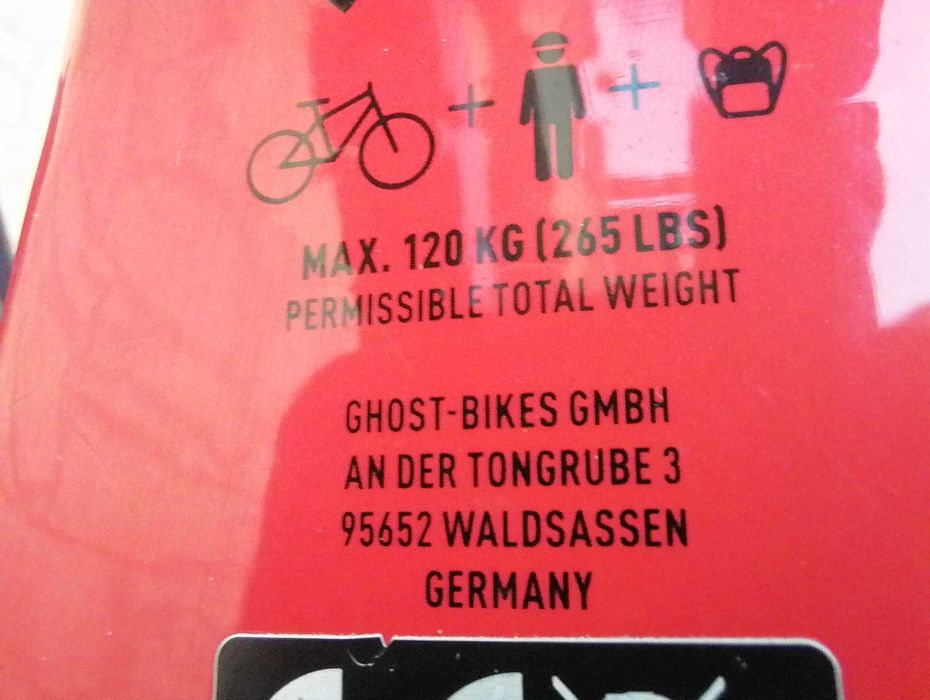 MAX. 120 KG (265 LBS)
PERMISSIBLE TOTAL WEIGHT
GHOST-BIKES GMBH
AN DER TONGRUBE 3
95652 WALDSASSEN
GERMANY